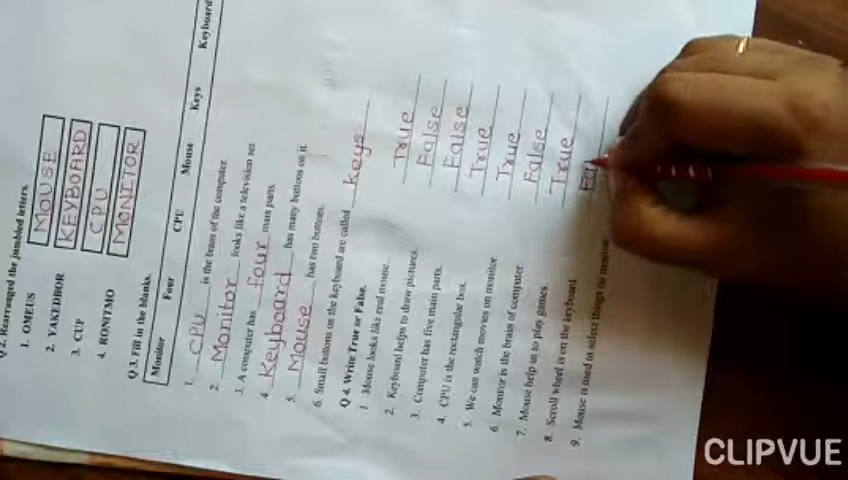 Q 2. Rearranged the jumbled letters.
1. OMEUS MOUSE
2. YAKEDBOR KEYBOARD
3. CUP CPU
4. RONITMO MONITOR
Q 3. Fill in the blanks.
Monitor Four CPU Mouse Keys Keyboard
1. CPU is the brain of the computer.
2. Monitor looks like a television set
3. A computer has four main parts.
4. Keyboard has many buttons on it.
5. Mouse has two buttons.
6. Small buttons on the keyboard are called Keys
Q 4. Write True or False.
1 Mouse looks like real mouse. True
2. Keyboard helps to draw pictures. False
3. Computer has five main parts. False
4. CPU is the rectangular box. True
5. We can watch movies on monitor. True
6. Monitor is the brain of computer. False
7. Mouse help us to play games. True
8. Scroll wheel is on the keyboard.
9. Mouse is used to select things on
CLIPVUE